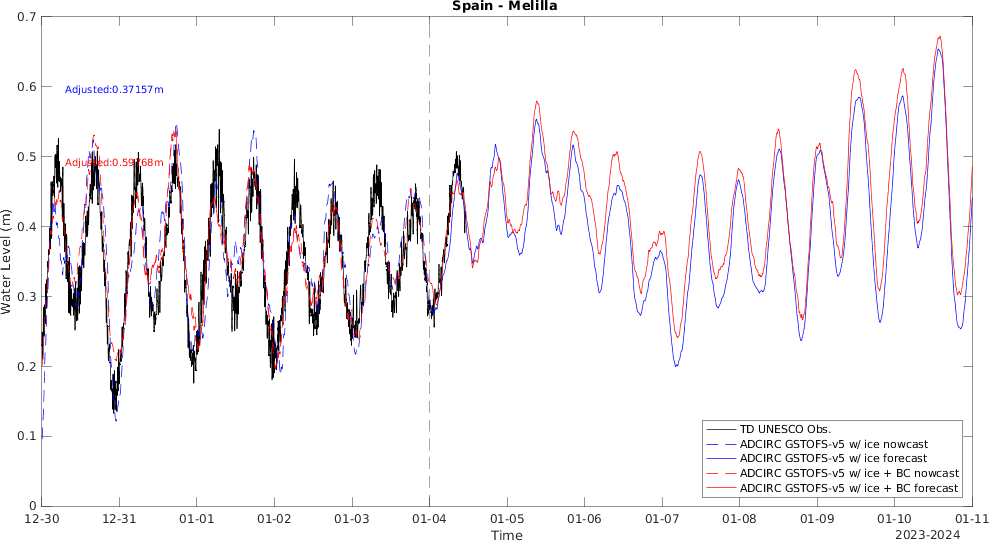 Spain - Melilla
0.7
0.6
0.5
0.4
0.3
0.2
0.1
0
Water Level (m)
Adjusted:0.37157m
TD UNESCO Obs.
ADCIRC GSTOFS-v5 w/ ice nowcast
ADCIRC GSTOFS-v5 w/ ice forecast
ADCIRC GSTOFS-v5 w/ ice + BC nowcast
ADCIRC GSTOFS-v5 w/ ice + BC forecast
12-30 12-31 01-01 01-02 01-03 01-04 01-05 01-06 01-07 01-08 01-09 01-10 01-11
Time
2023-2024